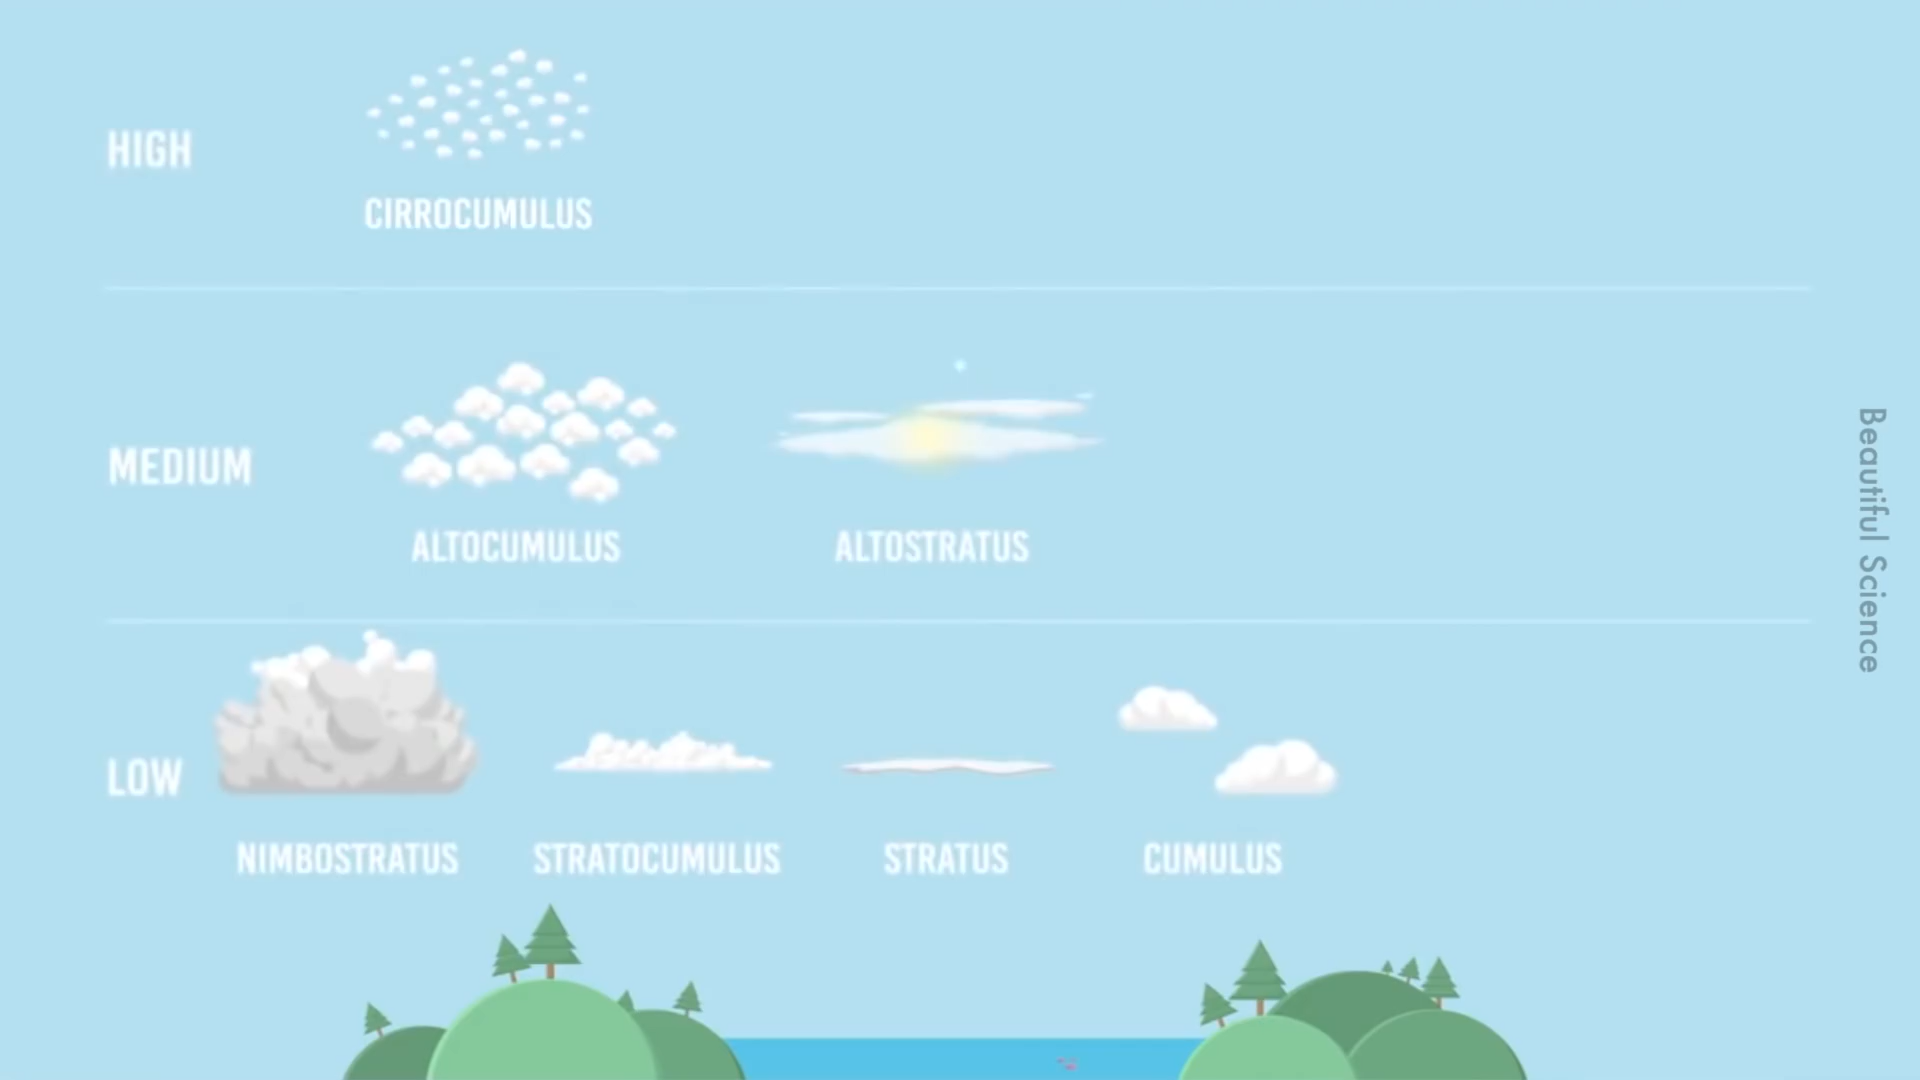 HIGH
CIRROCUMULUS
MEDIUM
ALTOCUMULUS
ALTOSTRATUS
LOW
NIMBOSTRATUS
STRATOCUMULUS
STRATUS
CUMULUS
Beautiful Science